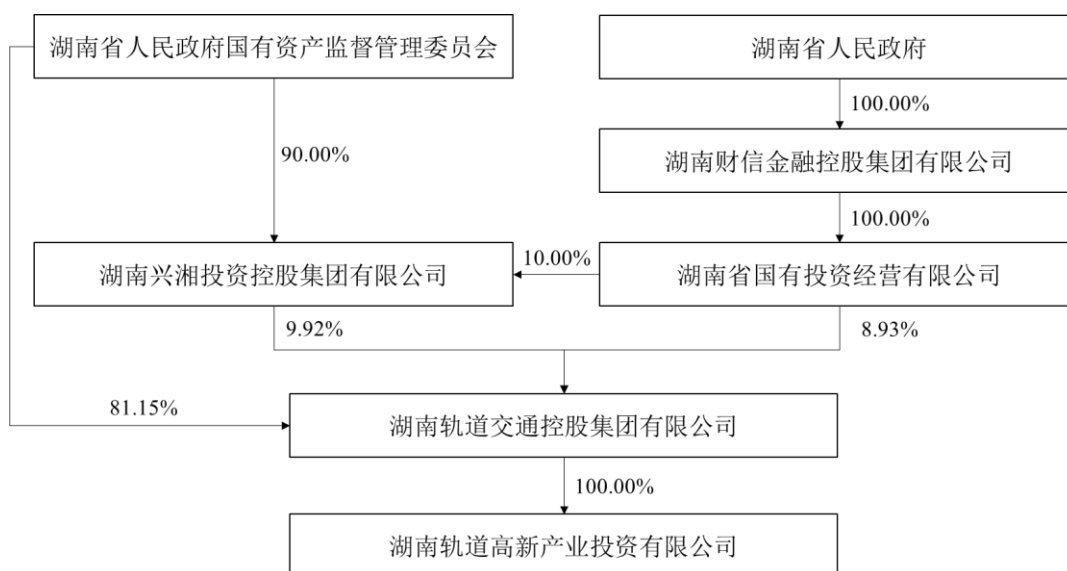 湖南省人民政府国有资产监督管理委员会
湖南省人民政府
100.00%
90.00%
湖南财信金融控股集团有限公司
100.00%
湖南兴湘投资控股集团有限公司
10.00%
湖南省国有投资经营有限公司
9.92%
8.93%
81.15%
湖南轨道交通控股集团有限公司
100.00%
湖南轨道高新产业投资有限公司